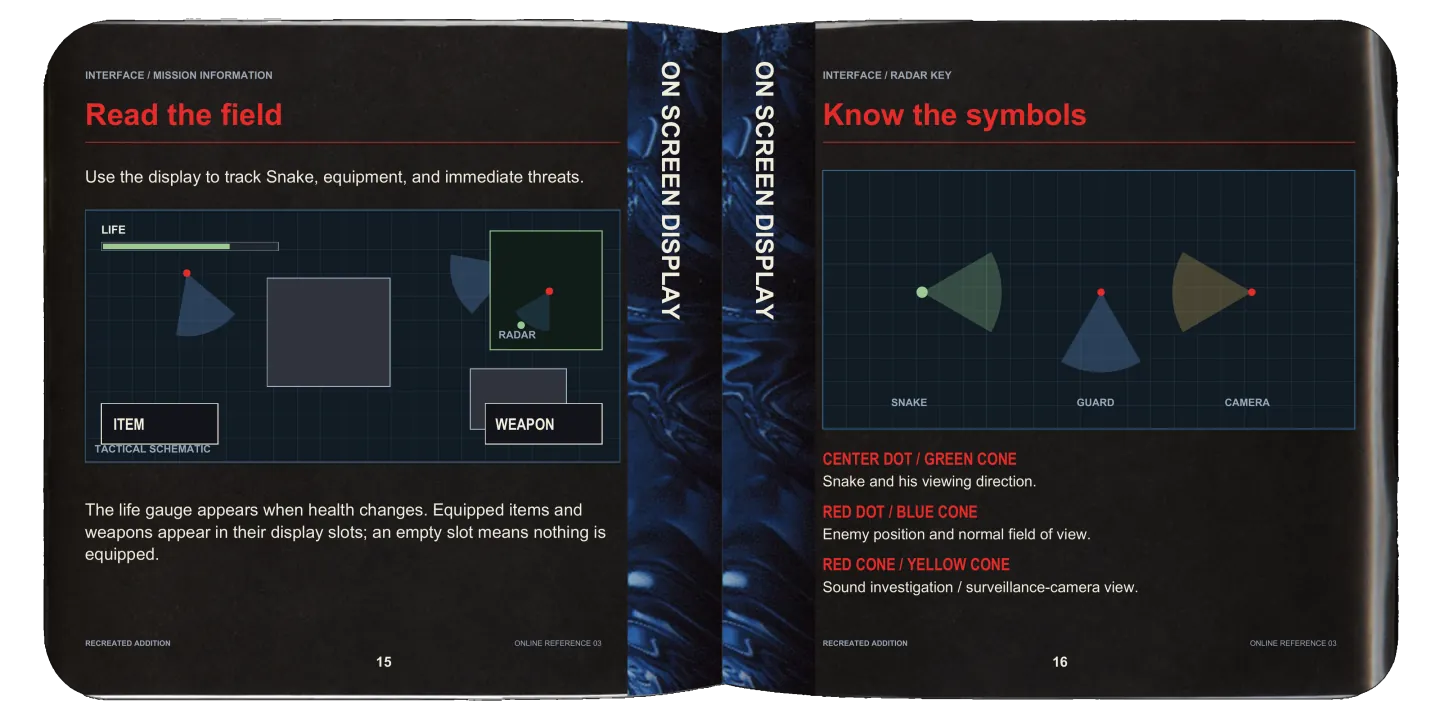 INTERFACE / MISSION INFORMATION
Read the field
Use the display to track Snake, equipment, and immediate threats.
LIFE
RADAR
ITEM
WEAPON
TACTICAL SCHEMATIC
The life gauge appears when health changes. Equipped items and
weapons appear in their display slots; an empty slot means nothing is
equipped.
RECREATED ADDITION
ONLINE REFERENCE 03
15
ON SCREEN DISPLAY
ON SCREEN DISPLAY
INTERFACE / RADAR KEY
Know the symbols
SNAKE
GUARD
CAMERA
CENTER DOT / GREEN CONE
Snake and his viewing direction.
RED DOT / BLUE CONE
Enemy position and normal field of view.
RED CONE / YELLOW CONE
Sound investigation / surveillance-camera view.
RECREATED ADDITION
ONLINE REFERENCE 03
16